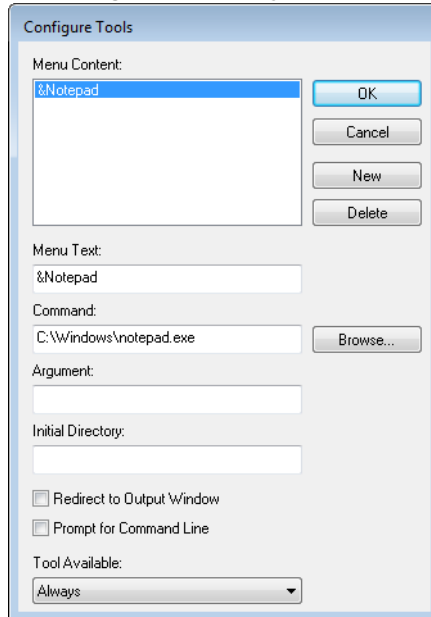 Configure Tools
Menu Content:
&Notepad
OK
Cancel
New
Delete
Menu Text:
&Notepad
Command:
C:\Windows\notepad.exe
Browse...
Argument:
Initial Directory:
Redirect to Output Window
Prompt for Command Line
Tool Available:
Always